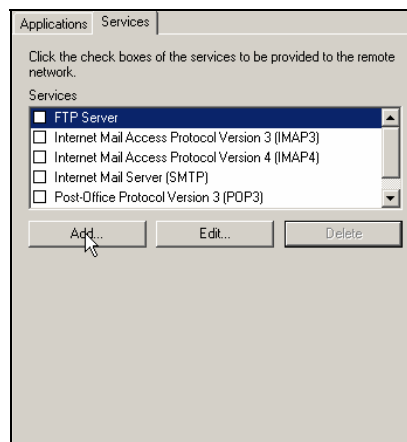 Applications Services
Click the check boxes of the services to be provided to the remote
network.
Services
FTP Server
Internet Mail Access Protocol Version 3 (IMAP3)
Internet Mail Access Protocol Version 4 (IMAP4)
Internet Mail Server (SMTP)
Post-Office Protocol Version 3 (POP3)
Add... Edit... Delete